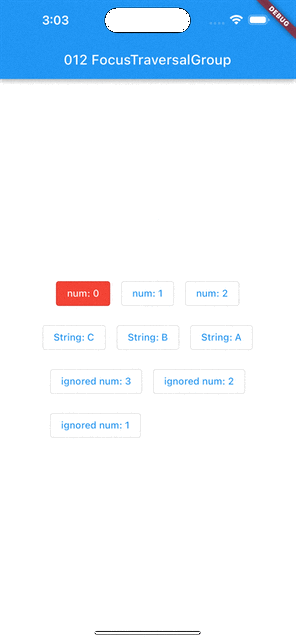 3:03
DEBUG
012 FocusTraversalGroup
num: 0 num: 1 num: 2
String: C String: B String: A
ignored num: 3 ignored num: 2
ignored num: 1